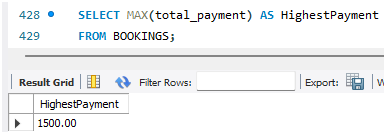 428 SELECT MAX(total_payment) AS HighestPayment
429 FROM BOOKINGS;
Result Grid Filter Rows: Export:
HighestPayment
1500.00